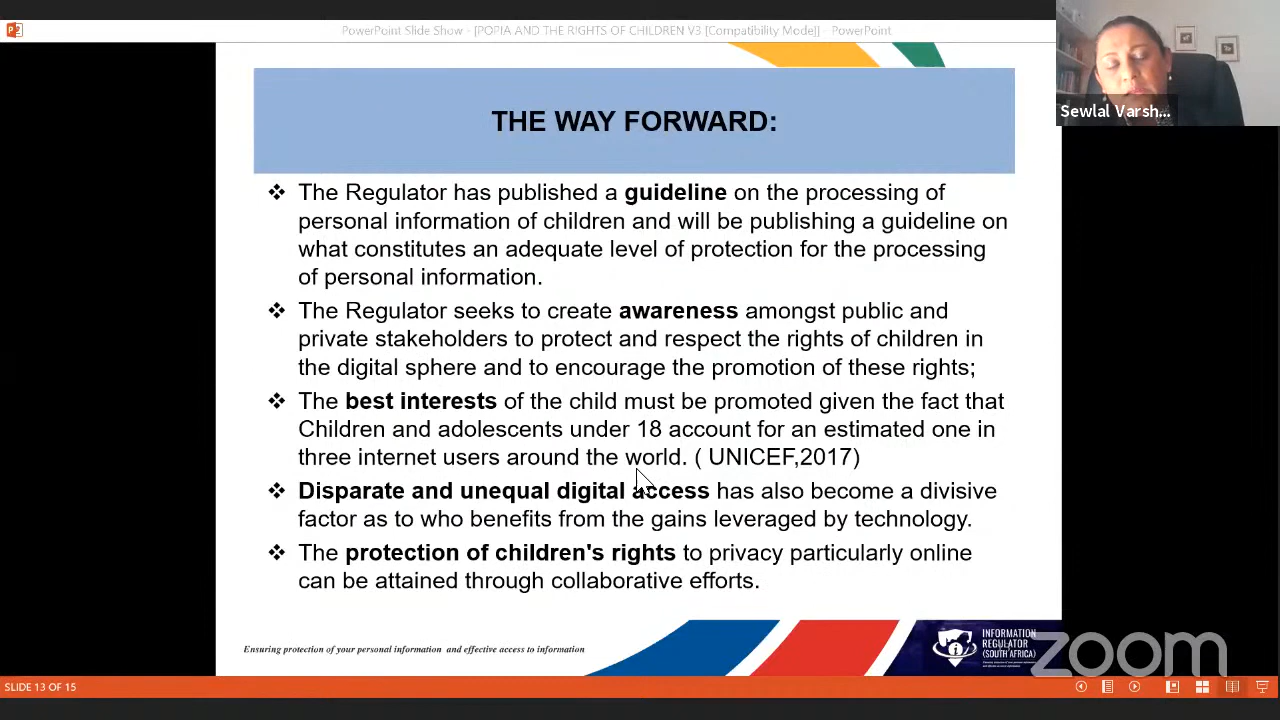 PowerPoint Slide Show - [POPIA AND THE RIGHTS OF CHILDREN V3 [Compatibility Mode]] - PowerPoint
Sewlal Varsh...
THE WAY FORWARD:
❖ The Regulator has published a guideline on the processing of
personal information of children and will be publishing a guideline on
what constitutes an adequate level of protection for the processing
of personal information.
❖ The Regulator seeks to create awareness amongst public and
private stakeholders to protect and respect the rights of children in
the digital sphere and to encourage the promotion of these rights;
❖ The best interests of the child must be promoted given the fact that
Children and adolescents under 18 account for an estimated one in
three internet users around the world. ( UNICEF,2017)
❖ Disparate and unequal digital access has also become a divisive
factor as to who benefits from the gains leveraged by technology.
❖ The protection of children's rights to privacy particularly online
can be attained through collaborative efforts.
Ensuring protection of your personal information and effective access to information
INFORMATION
REGULATOR
(SOUTH AFRICA)
zoom
SLIDE 13 OF 15